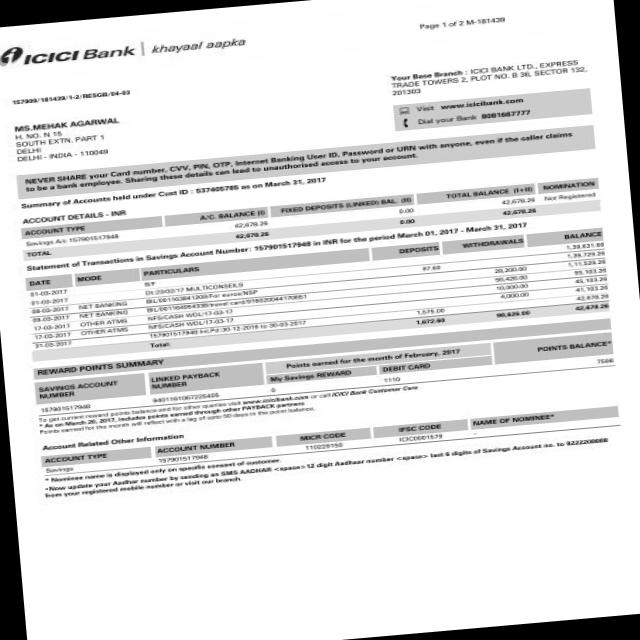 Page 1 of 2 M-181439
ICICI Bank | khayaal aapka
157909/181439/1-2/RESGB/04-03
Your Base Branch : ICICI BANK LTD., EXPRESS
TRADE TOWERS 2, PLOT NO. B 36, SECTOR 132,
201303
Visit www.icicibank.com
Dial your Bank
MS.MEHAK AGARWAL
H. NO. N 15
SOUTH EXTN, PART 1
DELHI
DELHI - INDIA - 110049
NEVER SHARE your Card number, CVV, PIN, OTP, Internet Banking User ID, Password or URN with anyone, even if the caller claims
to be a bank employee. Sharing these details can lead to unauthorised access to your account.
Summary of Accounts held under Cust ID : 537405785 as on March 31, 2017
ACCOUNT DETAILS - INR
ACCOUNT TYPE A/C. BALANCE (I) FIXED DEPOSITS (LINKED) BAL. (II) TOTAL BALANCE (I+II) NOMINATION
Savings A/c 157901517948 42,678.26 0.00 42,678.26 Not Registered
TOTAL 42,678.26 0.00 42,678.26
Statement of Transactions in Savings Account Number: 157901517948 in INR for the period March 01, 2017 - March 31, 2017
DATE MODE PARTICULARS DEPOSITS WITHDRAWALS BALANCE
01-03-2017 B/F 1,39,631.66
01-03-2017 Dt:23/02/17 MULTICONSEILS 97.60 1,39,729.26
08-03-2017 NET BANKING 28,200.00 1,11,529.26
09-03-2017 NET BANKING 56,426.00 55,103.26
17-03-2017 OTHER ATMS NFS/CASH WDL/17-03-17 10,000.00 45,103.26
17-03-2017 OTHER ATMS NFS/CASH WDL/17-03-17 4,000.00 41,103.26
31-03-2017 157901517948:Int.Pd:30-12-2016 to 30-03-2017 1,575.00 42,678.26
Total: 1,672.60 98,626.00 42,678.26
REWARD POINTS SUMMARY
SAVINGS ACCOUNT NUMBER LINKED PAYBACK NUMBER Points earned for the month of February, 2017 POINTS BALANCE*
My Savings REWARD DEBIT CARD
157901517948 0 1110
To get current reward points balance and for other queries visit www.icicibank.com or call ICICI Bank Customer Care
* As on March 20, 2017, includes points earned through other PAYBACK partners
Points earned for the month will reflect with a lag of upto 50 days in the point balance.
Account Related Other Information
ACCOUNT TYPE ACCOUNT NUMBER MICR CODE IFSC CODE NAME OF NOMINEE*
Savings 157901517948 110229150 ICIC0001579 -
* Nominee name is displayed only on specific consent of customer.
•Now update your Aadhar number by sending an SMS AADHAR <space> 12 digit Aadhaar number <space> last 6 digits of Savings Account no. to 9222208888
from your registered mobile number or visit our branch.